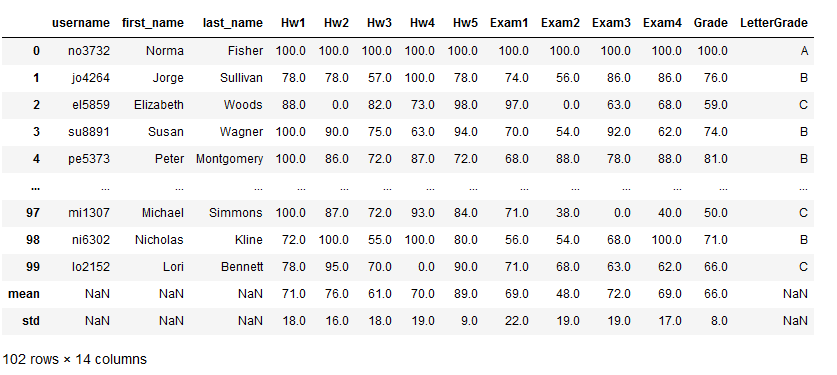 username first_name last_name Hw1 Hw2 Hw3 Hw4 Hw5 Exam1 Exam2 Exam3 Exam4 Grade LetterGrade
0 no3732 Norma Fisher 100.0 100.0 100.0 100.0 100.0 100.0 100.0 100.0 100.0 100.0 A
1 jo4264 Jorge Sullivan 78.0 78.0 57.0 100.0 78.0 74.0 56.0 86.0 86.0 76.0 B
2 el5859 Elizabeth Woods 88.0 0.0 82.0 73.0 98.0 97.0 0.0 63.0 68.0 59.0 C
3 su8891 Susan Wagner 100.0 90.0 75.0 63.0 94.0 70.0 54.0 92.0 62.0 74.0 B
4 pe5373 Peter Montgomery 100.0 86.0 72.0 87.0 72.0 68.0 88.0 78.0 88.0 81.0 B
... ... ... ... ... ... ... ... ... ... ... ... ... ... ...
97 mi1307 Michael Simmons 100.0 87.0 72.0 93.0 84.0 71.0 38.0 0.0 40.0 50.0 C
98 ni6302 Nicholas Kline 72.0 100.0 55.0 100.0 80.0 56.0 54.0 68.0 100.0 71.0 B
99 lo2152 Lori Bennett 78.0 95.0 70.0 0.0 90.0 71.0 68.0 63.0 62.0 66.0 C
mean NaN NaN NaN 71.0 76.0 61.0 70.0 89.0 69.0 48.0 72.0 69.0 66.0 NaN
std NaN NaN NaN 18.0 16.0 18.0 19.0 9.0 22.0 19.0 19.0 17.0 8.0 NaN
102 rows × 14 columns